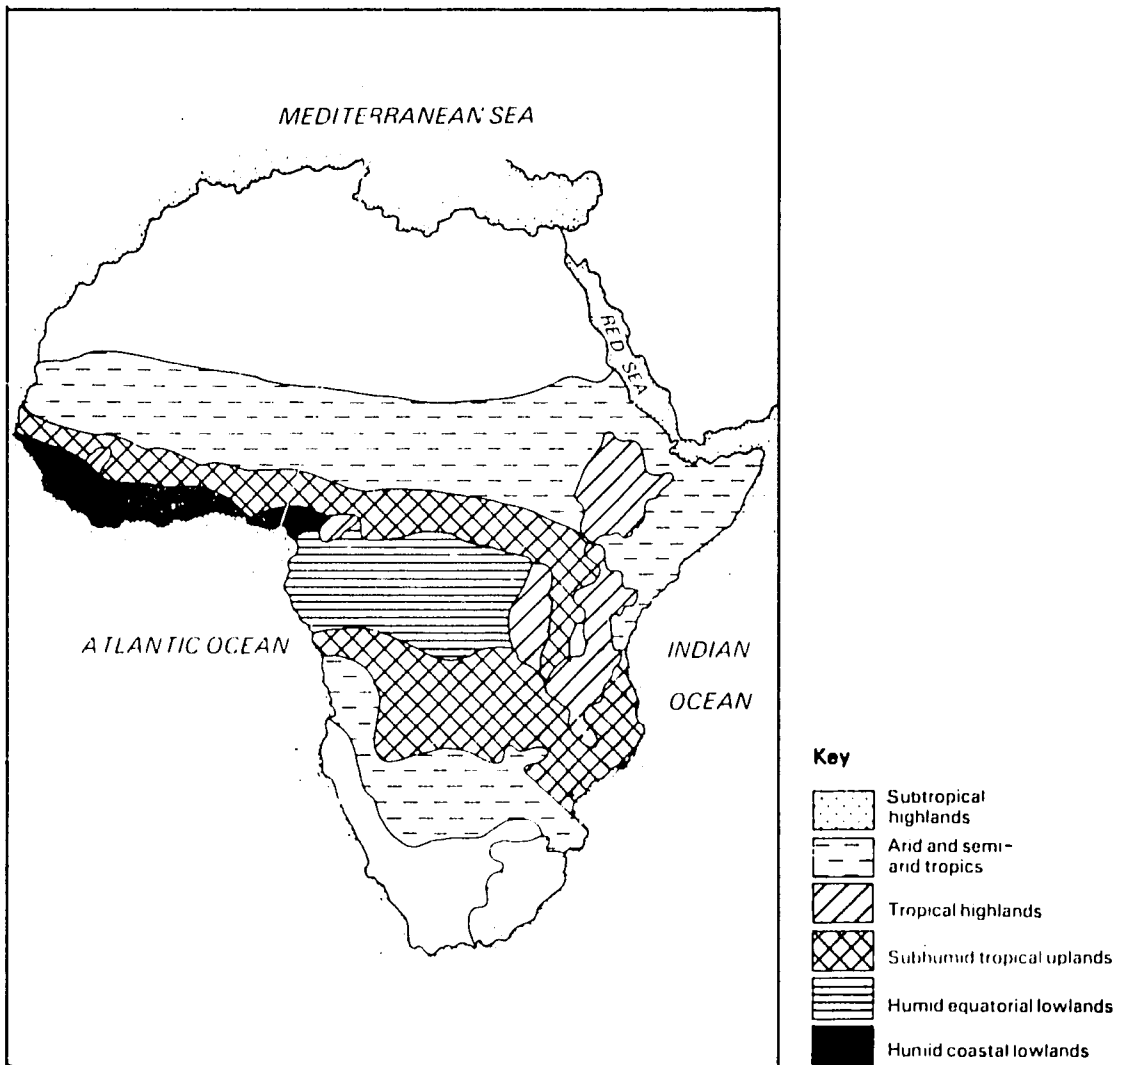 MEDITERRANEAN SEA
RED SEA
ATLANTIC OCEAN
INDIAN
OCEAN
Key
Subtropical
highlands
Arid and semi-
arid tropics
Tropical highlands
Subhumid tropical uplands
Humid equatorial lowlands
Humid coastal lowlands